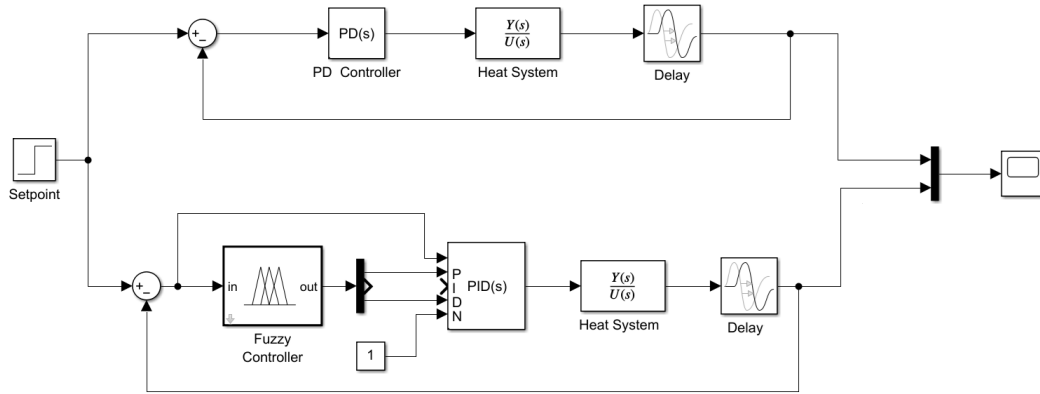 +
−
PD(s)
PD Controller
Y(s)
U(s)
Heat System
Delay
Setpoint
+
−
in
out
Fuzzy
Controller
P
I
D
N
PID(s)
1
Y(s)
U(s)
Heat System
Delay